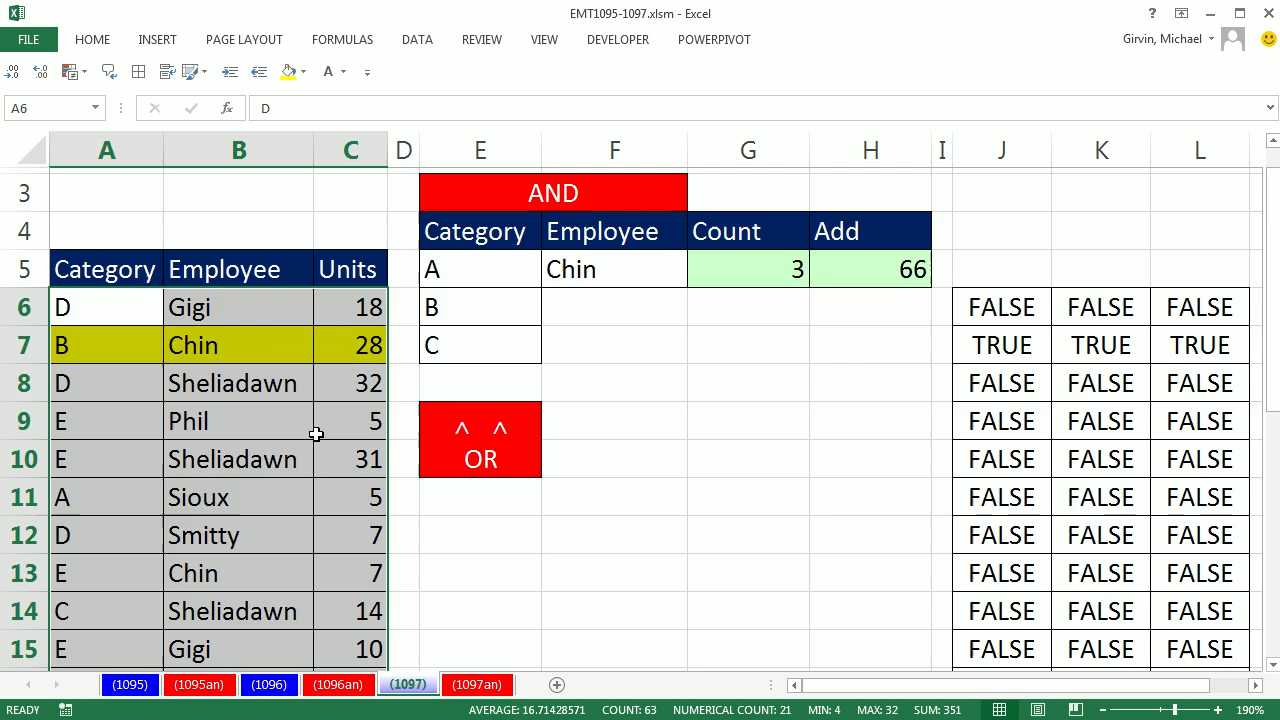 EMT1095-1097.xlsm - Excel
FILE HOME INSERT PAGE LAYOUT FORMULAS DATA REVIEW VIEW DEVELOPER POWERPIVOT Girvin, Michael
A6 fx D
A B C D E F G H I J K L
3 AND
4 Category Employee Count Add
5 Category Employee Units A Chin 3 66
6 D Gigi 18 B FALSE FALSE FALSE
7 B Chin 28 C TRUE TRUE TRUE
8 D Sheliadawn 32 FALSE FALSE FALSE
9 E Phil 5 ^ ^ FALSE FALSE FALSE
10 E Sheliadawn 31 OR FALSE FALSE FALSE
11 A Sioux 5 FALSE FALSE FALSE
12 D Smitty 7 FALSE FALSE FALSE
13 E Chin 7 FALSE FALSE FALSE
14 C Sheliadawn 14 FALSE FALSE FALSE
15 E Gigi 10 FALSE FALSE FALSE
(1095) (1095an) (1096) (1096an) (1097) (1097an)
READY AVERAGE: 16.71428571 COUNT: 63 NUMERICAL COUNT: 21 MIN: 4 MAX: 32 SUM: 351 190%